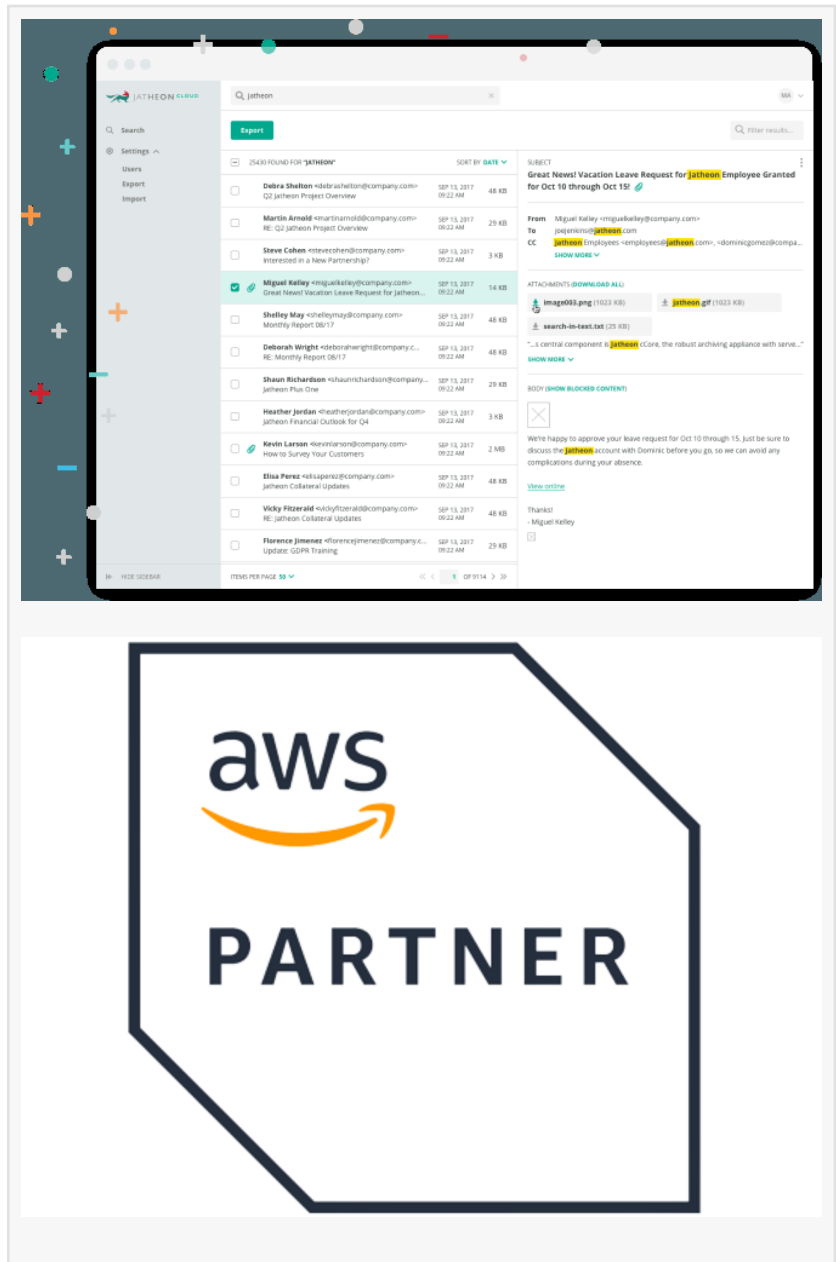 JATHEON CLOUD
jatheon
MA
Search
Settings
Users
Export
Import
HIDE SIDEBAR
Export
Filter results...
25430 FOUND FOR "JATHEON" SORT BY DATE
Debra Shelton <debrashelton@company.com> SEP 13, 2017
Q2 Jatheon Project Overview 09:22 AM 48 KB
Martin Arnold <martinarnold@company.com> SEP 13, 2017
RE: Q2 Jatheon Project Overview 09:22 AM 29 KB
Steve Cohen <stevecohen@company.com> SEP 13, 2017
Interested in a New Partnership? 09:22 AM 3 KB
Miguel Kelley <miguelkelley@company.com> SEP 13, 2017
Great News! Vacation Leave Request for Jatheon... 09:22 AM 14 KB
Shelley May <shelleymay@company.com> SEP 13, 2017
Monthly Report 08/17 09:22 AM 48 KB
Deborah Wright <deborahwright@company.c... SEP 13, 2017
RE: Monthly Report 08/17 09:22 AM 48 KB
Shaun Richardson <shaunrichardson@company... SEP 13, 2017
Jatheon Plus One 09:22 AM 29 KB
Heather Jordan <heatherjordan@company.com> SEP 13, 2017
Jatheon Financial Outlook for Q4 09:22 AM 3 KB
Kevin Larson <kevinlarson@company.com> SEP 13, 2017
How to Survey Your Customers 09:22 AM 2 MB
Elisa Perez <elisaperez@company.com> SEP 13, 2017
Jatheon Collateral Updates 09:22 AM 48 KB
Vicky Fitzerald <vickyfitzerald@company.com> SEP 13, 2017
RE: Jatheon Collateral Updates 09:22 AM 48 KB
Florence Jimenez <florencejimenez@company.c... SEP 13, 2017
Update: GDPR Training 09:22 AM 29 KB
ITEMS PER PAGE 50 1 OF 9114
SUBJECT
Great News! Vacation Leave Request for Jatheon Employee Granted
for Oct 10 through Oct 15!
From Miguel Kelley <miguelkelley@company.com>
To joejenkins@jatheon.com
CC Jatheon Employees <employees@jatheon.com>, <dominicgomez@compa...
SHOW MORE
ATTACHMENTS (DOWNLOAD ALL)
image003.png (1023 KB) jatheon.gif (1023 KB)
search-in-text.txt (25 KB)
"...s central component is Jatheon cCore, the robust archiving appliance with serve..."
SHOW MORE
BODY (SHOW BLOCKED CONTENT)
We're happy to approve your leave request for Oct 10 through 15. Just be sure to
discuss the Jatheon account with Dominic before you go, so we can avoid any
complications during your absence.
View online
Thanks!
- Miguel Kelley
aws
PARTNER